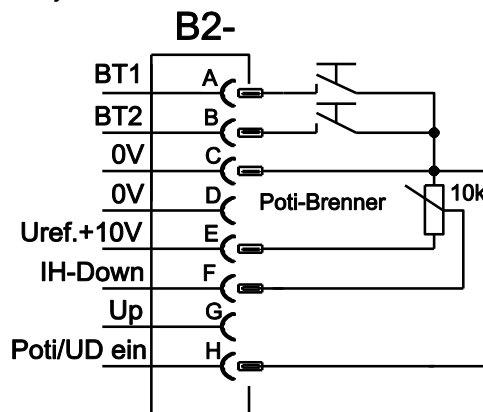 B2-
BT1 A
BT2 B
0V C
0V D
Poti-Brenner 10k
Uref.+10V E
IH-Down F
Up G
Poti/UD ein H